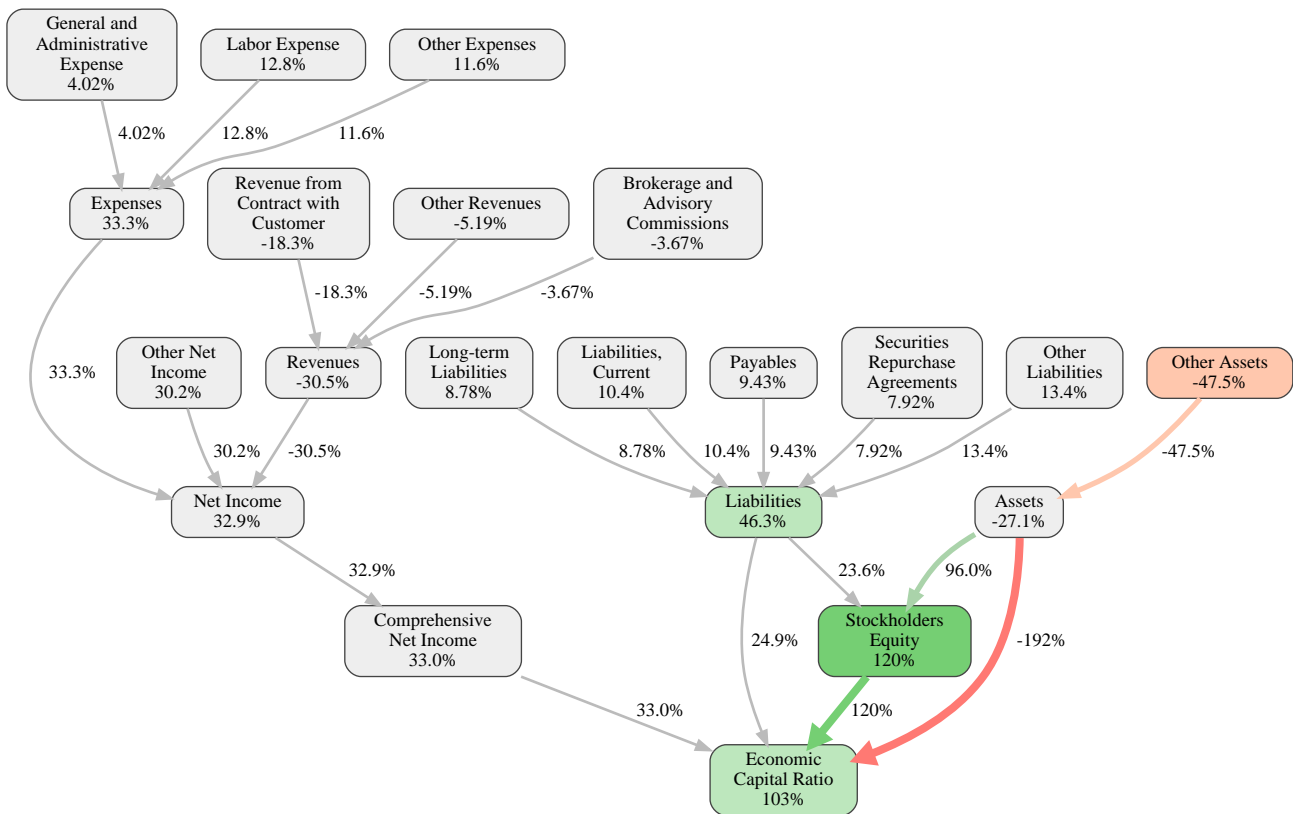 General and
Administrative
Expense
4.02%
Labor Expense
12.8%
Other Expenses
11.6%
4.02%
12.8%
11.6%
Expenses
33.3%
Revenue from
Contract with
Customer
-18.3%
Other Revenues
-5.19%
Brokerage and
Advisory
Commissions
-3.67%
-18.3%
-5.19%
-3.67%
33.3%
Other Net
Income
30.2%
Revenues
-30.5%
Long-term
Liabilities
8.78%
Liabilities,
Current
10.4%
Payables
9.43%
Securities
Repurchase
Agreements
7.92%
Other
Liabilities
13.4%
Other Assets
-47.5%
30.2%
-30.5%
8.78%
10.4%
9.43%
7.92%
13.4%
-47.5%
Net Income
32.9%
Liabilities
46.3%
Assets
-27.1%
32.9%
23.6%
96.0%
Comprehensive
Net Income
33.0%
24.9%
Stockholders
Equity
120%
-192%
33.0%
120%
Economic
Capital Ratio
103%